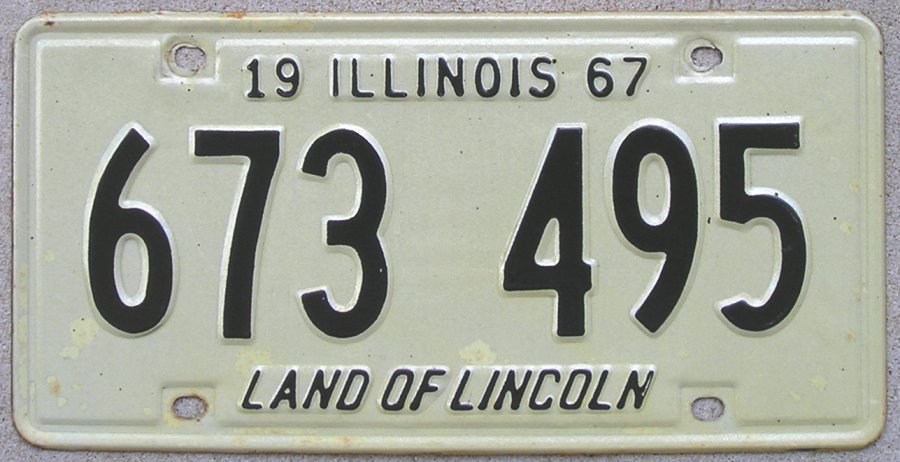 19 ILLINOIS 67
673 495
LAND OF LINCOLN